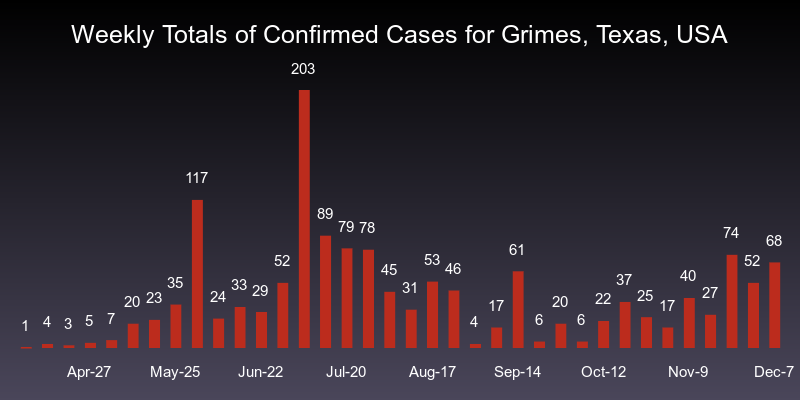 Weekly Totals of Confirmed Cases for Grimes, Texas, USA
1 4 3 5 7 20 23 35 117 24 33 29 52 203 89 79 78 45 31 53 46 4 17 61 6 20 6 22 37 25 17 40 27 74 52 68
Apr-27 May-25 Jun-22 Jul-20 Aug-17 Sep-14 Oct-12 Nov-9 Dec-7